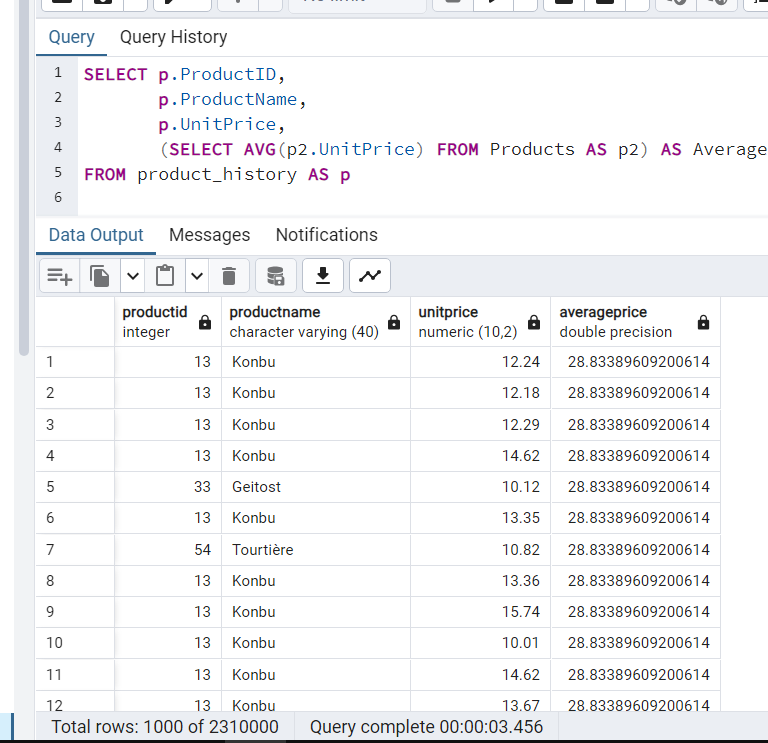 Query Query History
1 SELECT p.ProductID,
2 p.ProductName,
3 p.UnitPrice,
4 (SELECT AVG(p2.UnitPrice) FROM Products AS p2) AS Average
5 FROM product_history AS p
6
Data Output Messages Notifications
productid productname unitprice averageprice
integer character varying (40) numeric (10,2) double precision
1 13 Konbu 12.24 28.83389609200614
2 13 Konbu 12.18 28.83389609200614
3 13 Konbu 12.29 28.83389609200614
4 13 Konbu 14.62 28.83389609200614
5 33 Geitost 10.12 28.83389609200614
6 13 Konbu 13.35 28.83389609200614
7 54 Tourtière 10.82 28.83389609200614
8 13 Konbu 13.36 28.83389609200614
9 13 Konbu 15.74 28.83389609200614
10 13 Konbu 10.01 28.83389609200614
11 13 Konbu 14.62 28.83389609200614
12 13 Konbu 13.67 28.83389609200614
Total rows: 1000 of 2310000 Query complete 00:00:03.456